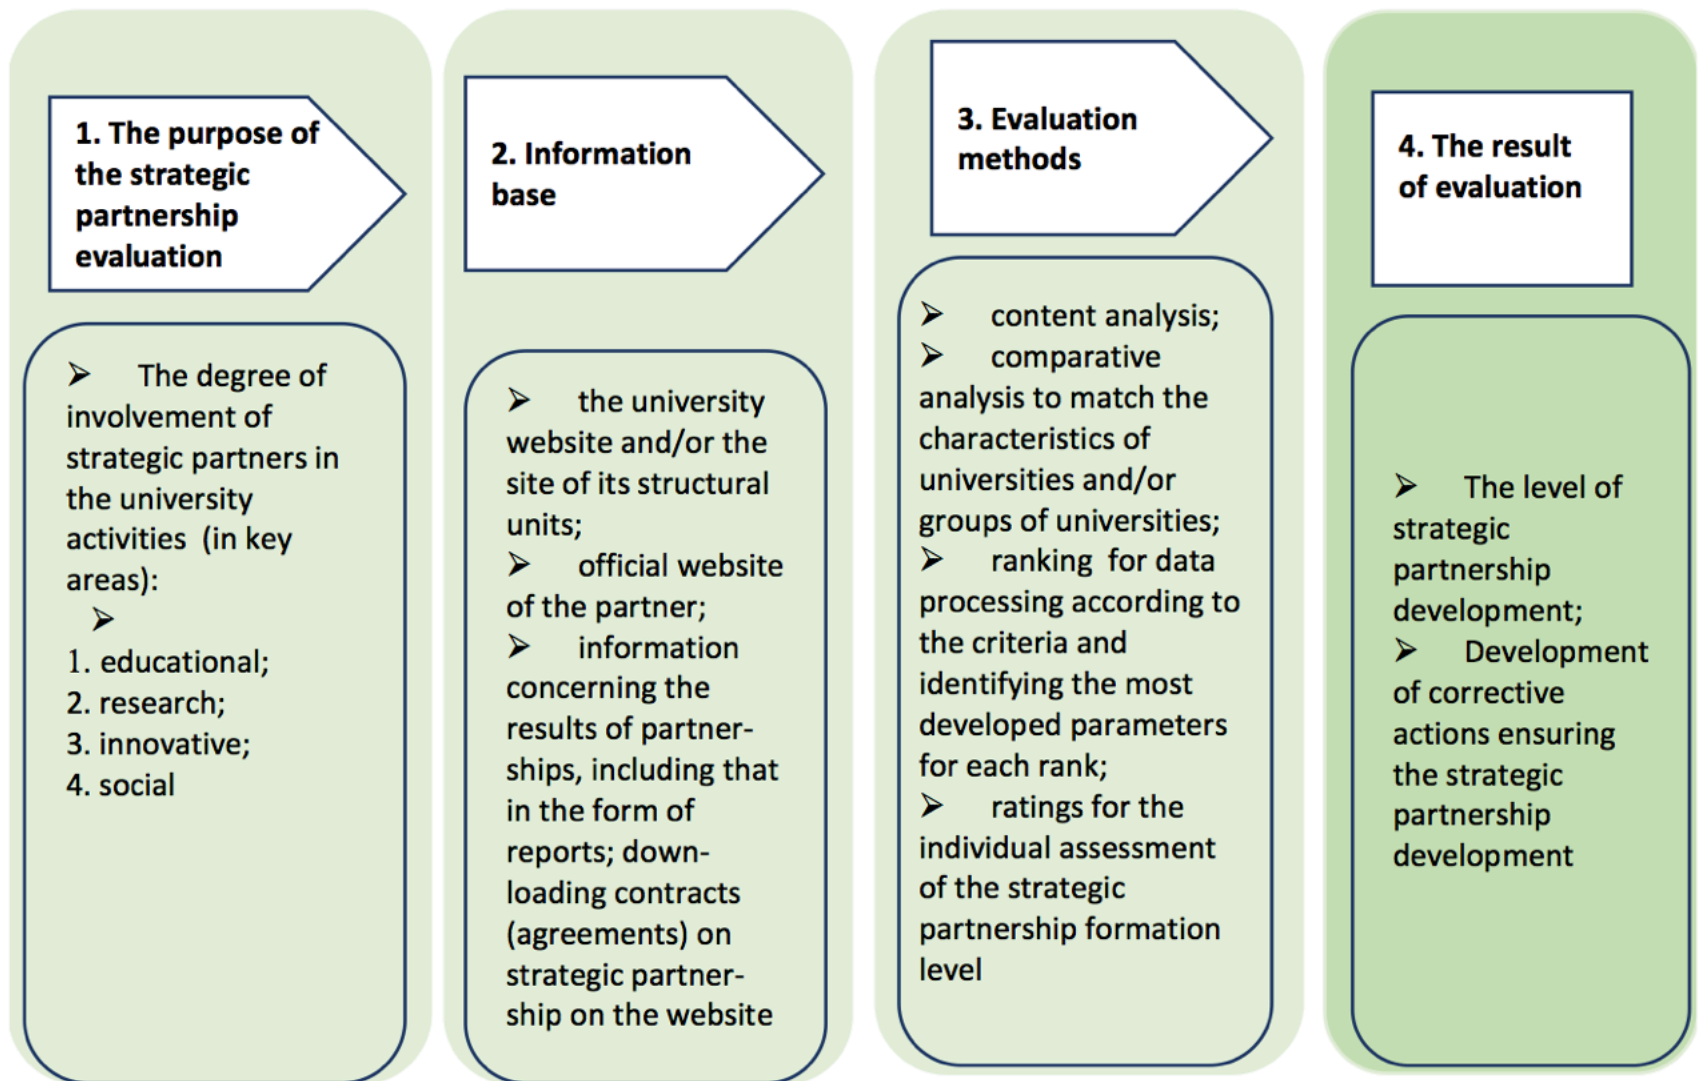 1. The purpose of
the strategic
partnership
evaluation
➢ The degree of
involvement of
strategic partners in
the university
activities (in key
areas):
➢
1. educational;
2. research;
3. innovative;
4. social
2. Information
base
➢ the university
website and/or the
site of its structural
units;
➢ official website
of the partner;
➢ information
concerning the
results of partner-
ships, including that
in the form of
reports; down-
loading contracts
(agreements) on
strategic partner-
ship on the website
3. Evaluation
methods
➢ content analysis;
➢ comparative
analysis to match the
characteristics of
universities and/or
groups of universities;
➢ ranking for data
processing according to
the criteria and
identifying the most
developed parameters
for each rank;
➢ ratings for the
individual assessment
of the strategic
partnership formation
level
4. The result
of evaluation
➢ The level of
strategic
partnership
development;
➢ Development
of corrective
actions ensuring
the strategic
partnership
development